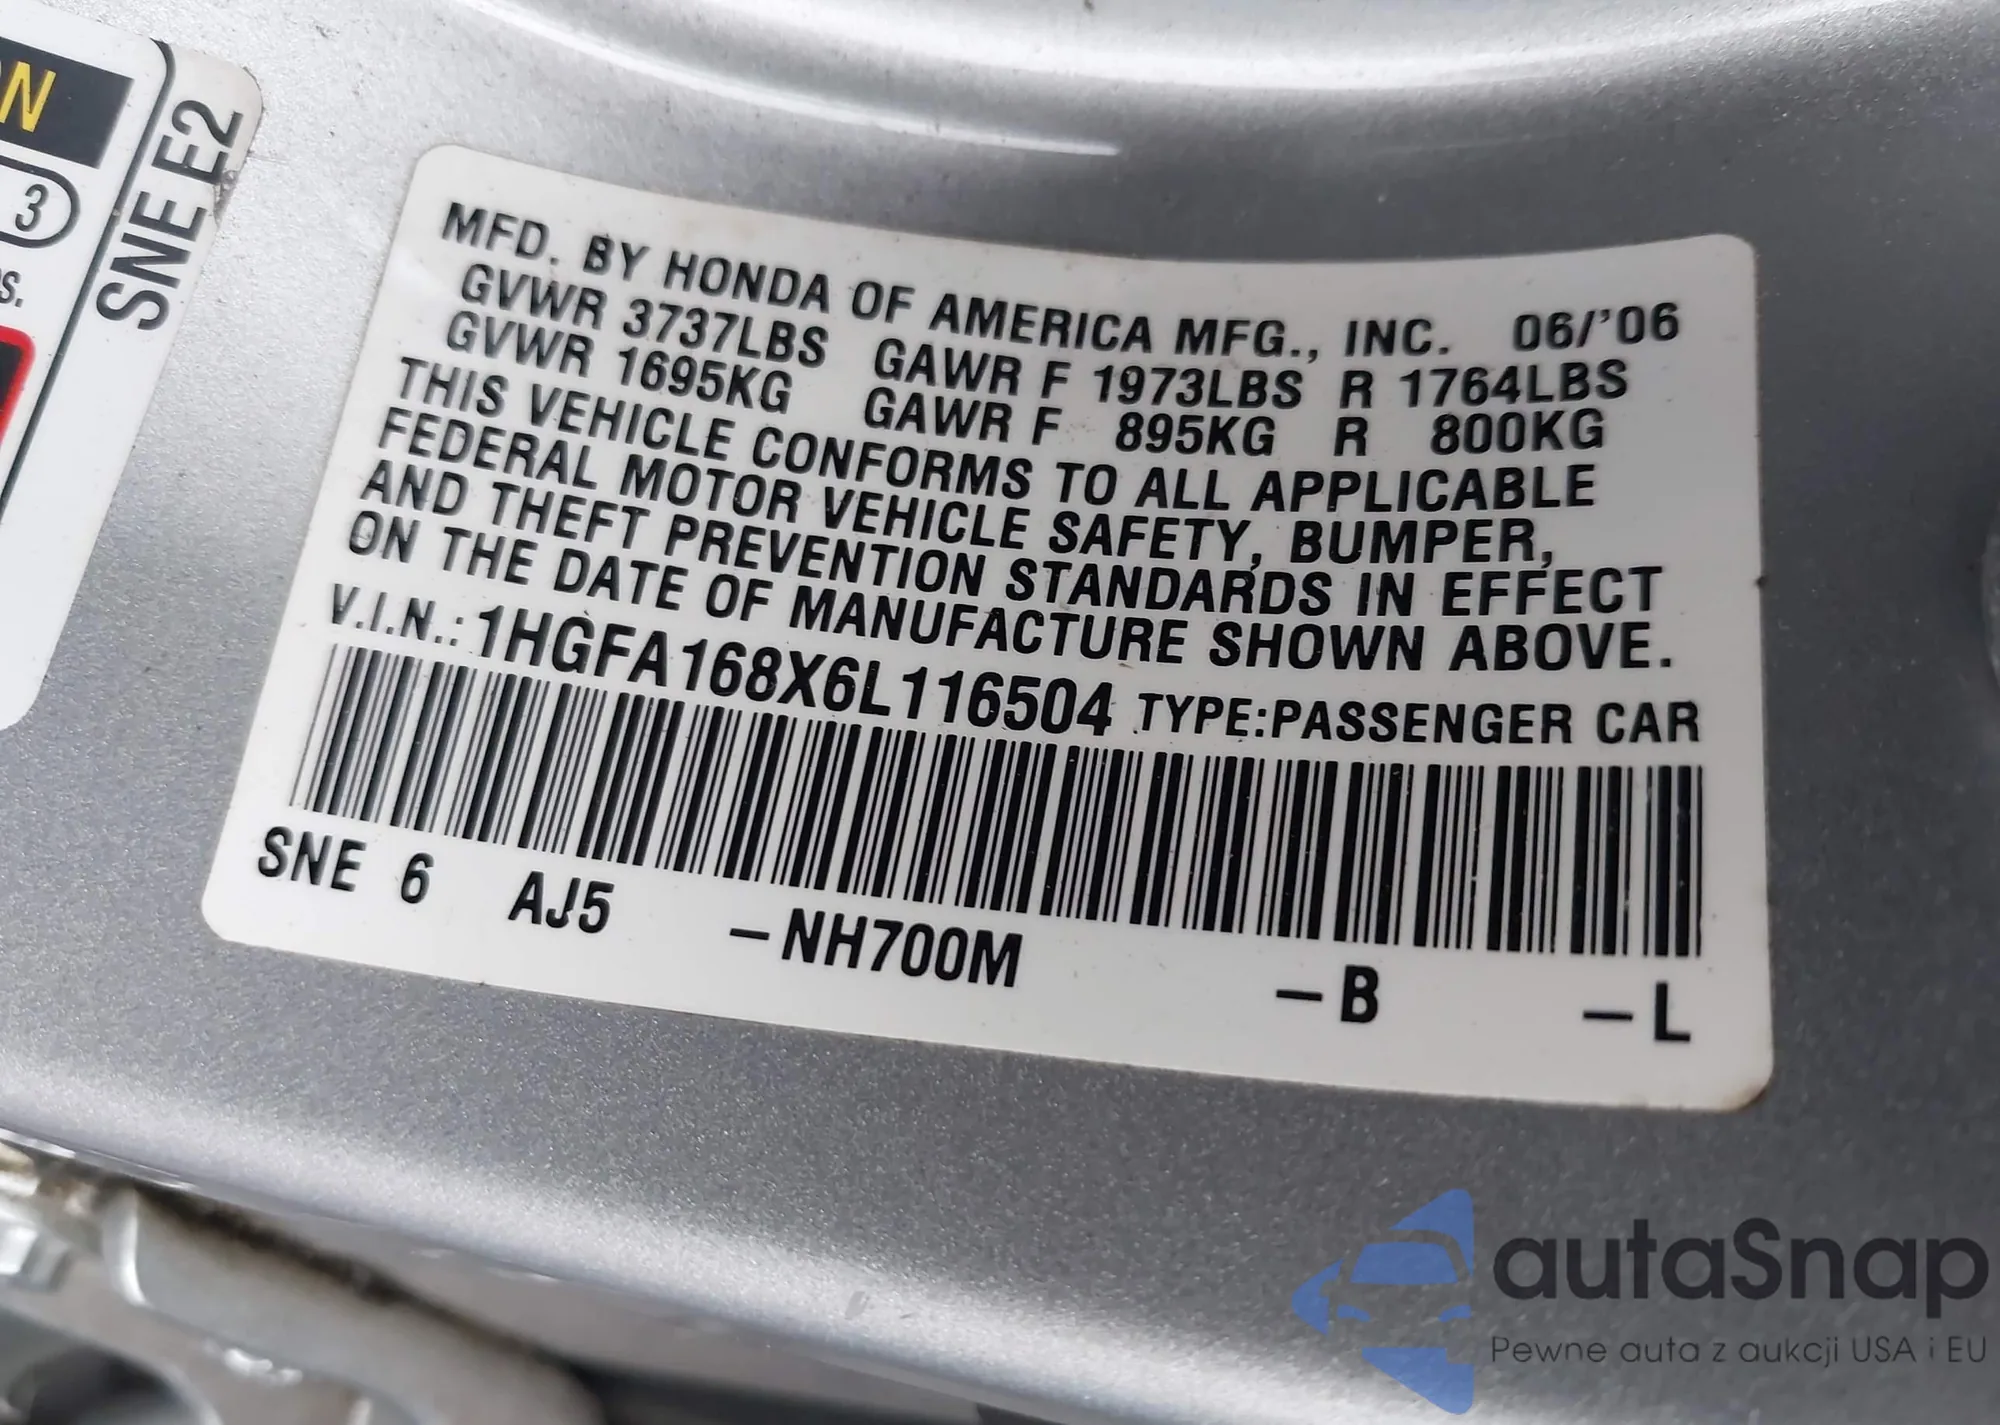 N
3
S.
SNE E2
MFD. BY HONDA OF AMERICA MFG., INC. 06/'06
GVWR 3737LBS GAWR F 1973LBS R 1764LBS
GVWR 1695KG GAWR F 895KG R 800KG
THIS VEHICLE CONFORMS TO ALL APPLICABLE
FEDERAL MOTOR VEHICLE SAFETY, BUMPER,
AND THEFT PREVENTION STANDARDS IN EFFECT
ON THE DATE OF MANUFACTURE SHOWN ABOVE.
V.I.N.: 1HGFA168X6L116504 TYPE:PASSENGER CAR
SNE 6 AJ5 –NH700M –B –L
autaSnap
Pewne auta z aukcji USA i EU